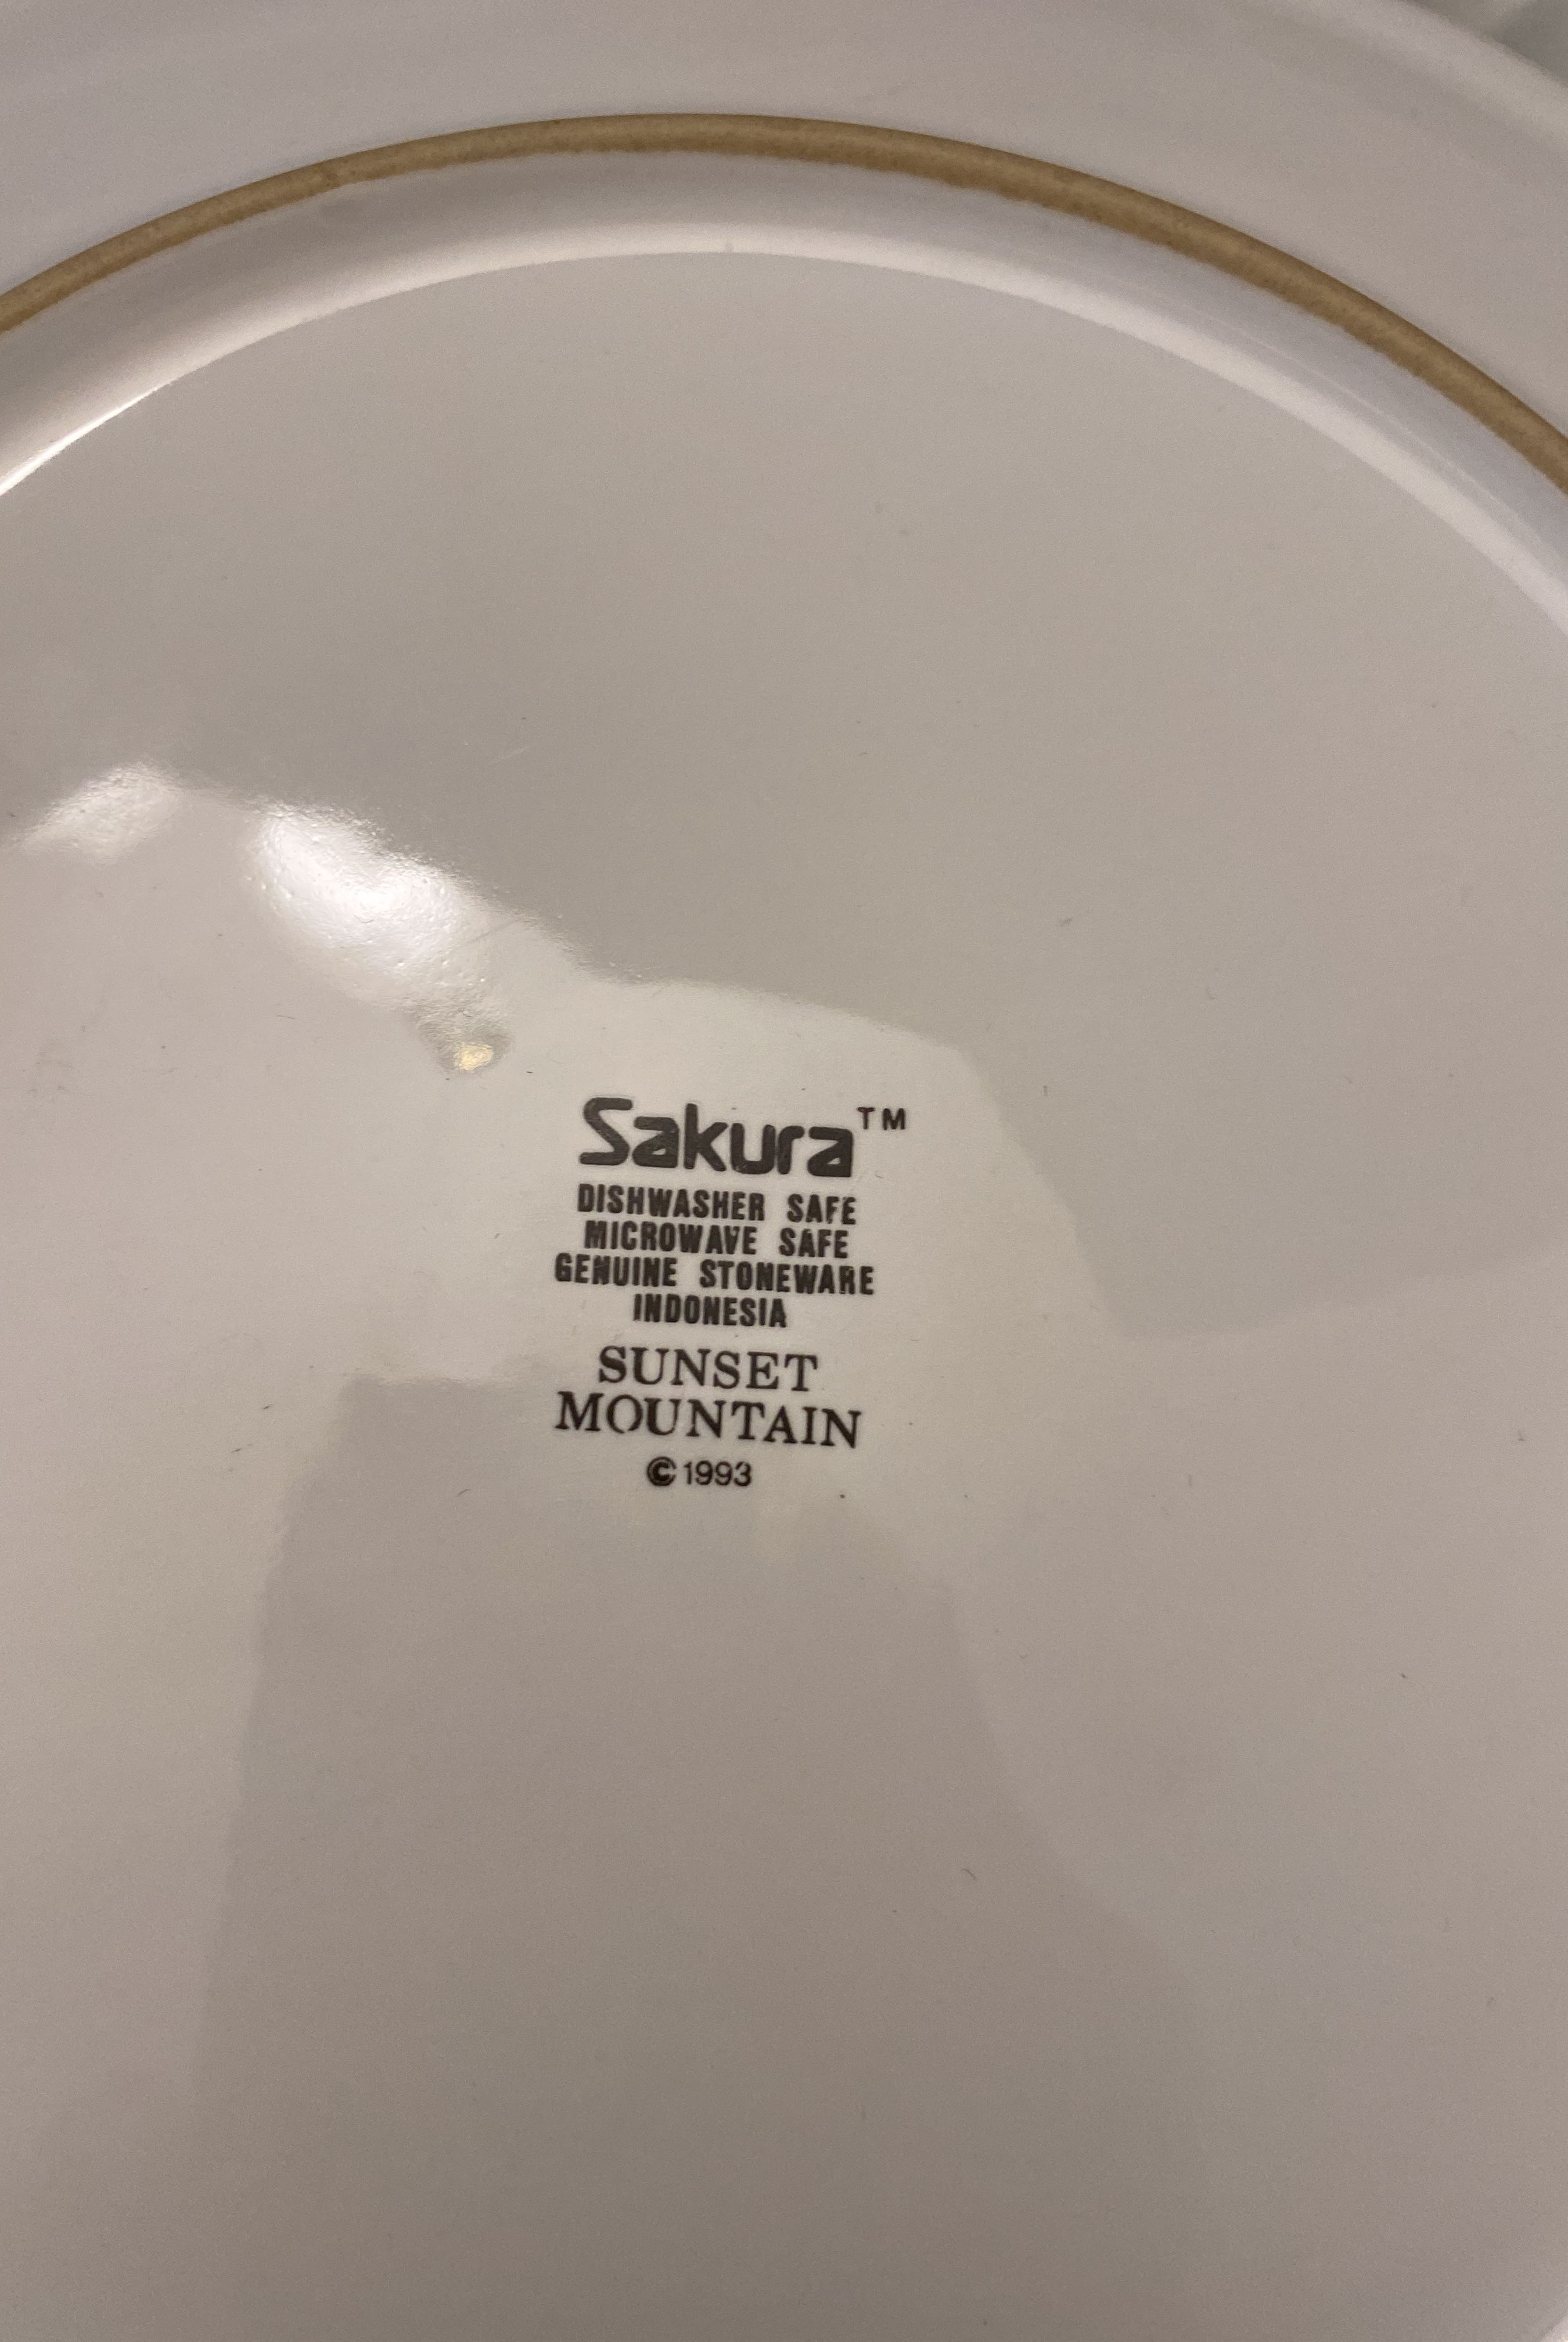 Sakura™
DISHWASHER SAFE
MICROWAVE SAFE
GENUINE STONEWARE
INDONESIA
SUNSET
MOUNTAIN
©1993